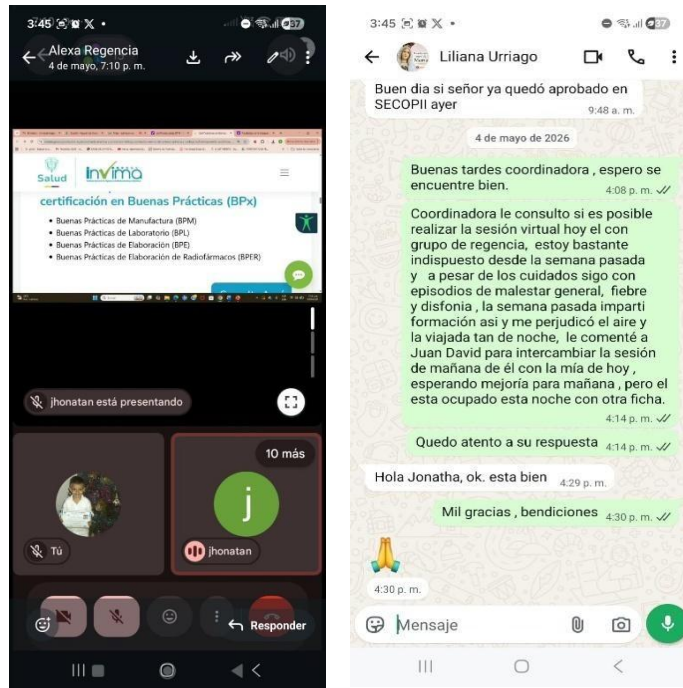 3:45
37
Alexa Regencia
4 de mayo, 7:10 p. m.
Salud
invima
certificación en Buenas Prácticas (BPx)
• Buenas Prácticas de Manufactura (BPM)
• Buenas Prácticas de Laboratorio (BPL)
• Buenas Prácticas de Elaboración (BPE)
• Buenas Prácticas de Elaboración de Radiofármacos (BPER)
jhonatan está presentando
10 más
j
Tú
jhonatan
Responder
3:45
37
Liliana Urriago
Buen dia si señor ya quedó aprobado en
SECOPII ayer
9:48 a. m.
4 de mayo de 2026
Buenas tardes coordinadora , espero se
encuentre bien.
4:08 p. m.
Coordinadora le consulto si es posible
realizar la sesión virtual hoy el con
grupo de regencia, estoy bastante
indispuesto desde la semana pasada
y a pesar de los cuidados sigo con
episodios de malestar general, fiebre
y disfonia , la semana pasada imparti
formación asi y me perjudicó el aire y
la viajada tan de noche, le comenté a
Juan David para intercambiar la sesión
de mañana de él con la mía de hoy ,
esperando mejoría para mañana , pero el
esta ocupado esta noche con otra ficha.
4:14 p. m.
Quedo atento a su respuesta
4:14 p. m.
Hola Jonatha, ok. esta bien
4:29 p. m.
Mil gracias , bendiciones
4:30 p. m.
4:30 p. m.
Mensaje